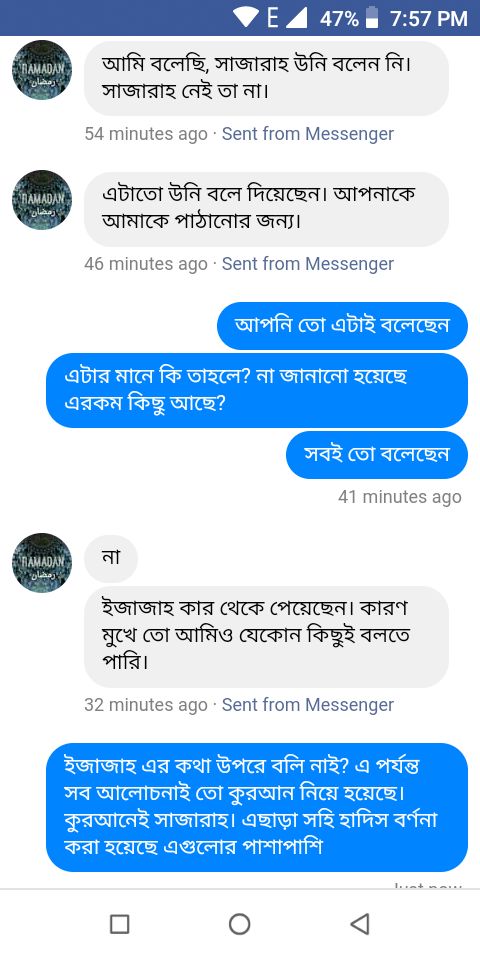 E 47% 7:57 PM
RAMADAN
رمضان
আমি বলেছি, সাজারাহ উনি বলেন নি।
সাজারাহ নেই তা না।
54 minutes ago · Sent from Messenger
RAMADAN
رمضان
এটাতো উনি বলে দিয়েছেন। আপনাকে
আমাকে পাঠানোর জন্য।
46 minutes ago · Sent from Messenger
আপনি তো এটাই বলেছেন
এটার মানে কি তাহলে? না জানানো হয়েছে
এরকম কিছু আছে?
সবই তো বলেছেন
41 minutes ago
RAMADAN
رمضان
না
ইজাজাহ কার থেকে পেয়েছেন। কারণ
মুখে তো আমিও যেকোন কিছুই বলতে
পারি।
32 minutes ago · Sent from Messenger
ইজাজাহ এর কথা উপরে বলি নাই? এ পর্যন্ত
সব আলোচনাই তো কুরআন নিয়ে হয়েছে।
কুরআনেই সাজারাহ। এছাড়া সহি হাদিস বর্ণনা
করা হয়েছে এগুলোর পাশাপাশি
Just now